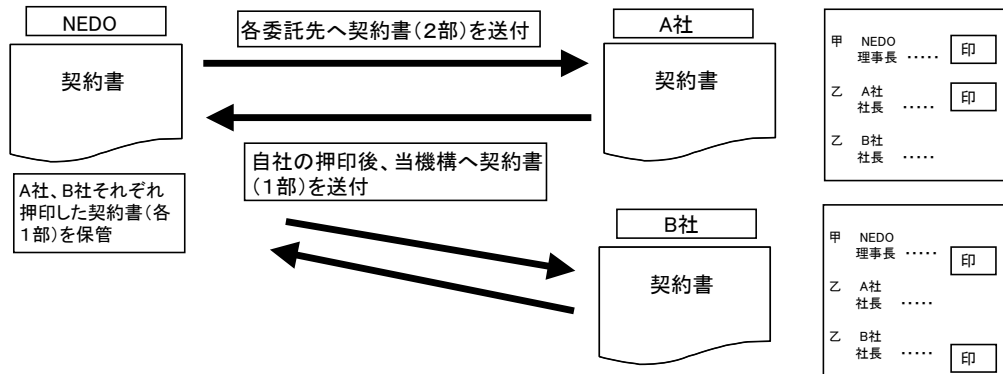 NEDO
契約書
A社、B社それぞれ
押印した契約書(各
1部)を保管
各委託先へ契約書(2部)を送付
自社の押印後、当機構へ契約書
(1部)を送付
A社
契約書
B社
契約書
甲 NEDO
理事長 ・・・・・ 印
乙 A社
社長 ・・・・・ 印
乙 B社
社長 ・・・・・
甲 NEDO
理事長 ・・・・・ 印
乙 A社
社長 ・・・・・
乙 B社
社長 ・・・・・ 印